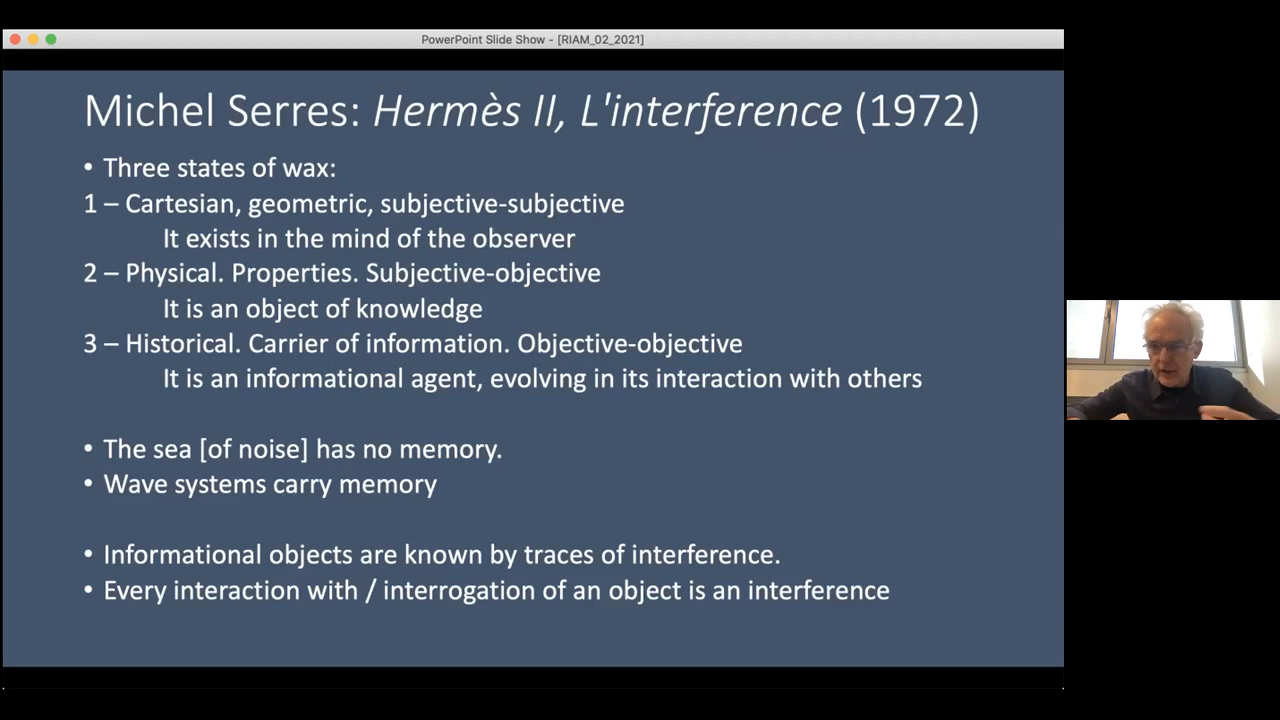 PowerPoint Slide Show - [RIAM_02_2021]
Michel Serres: Hermès II, L'interference (1972)
• Three states of wax:
1 – Cartesian, geometric, subjective-subjective
It exists in the mind of the observer
2 – Physical. Properties. Subjective-objective
It is an object of knowledge
3 – Historical. Carrier of information. Objective-objective
It is an informational agent, evolving in its interaction with others
• The sea [of noise] has no memory.
• Wave systems carry memory
• Informational objects are known by traces of interference.
• Every interaction with / interrogation of an object is an interference